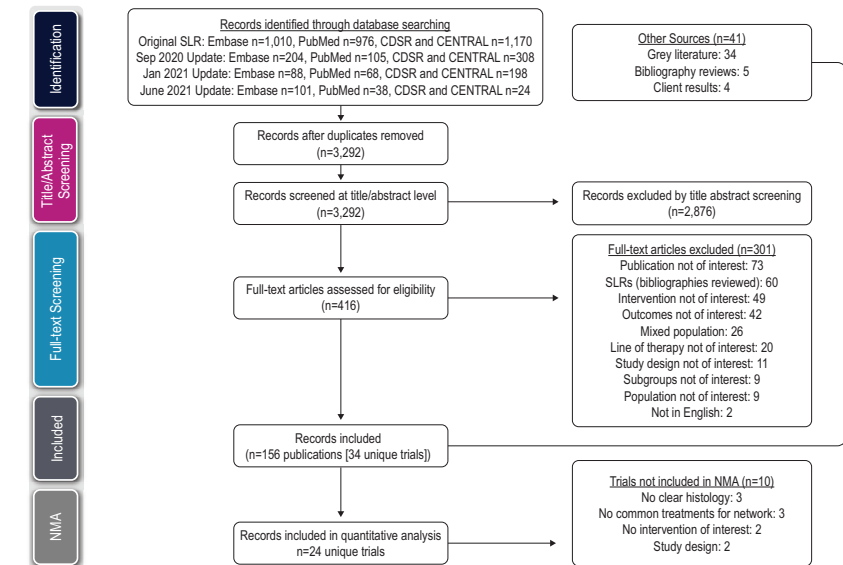 Identification
Records identified through database searching
Original SLR: Embase n=1,010, PubMed n=976, CDSR and CENTRAL n=1,170
Sep 2020 Update: Embase n=204, PubMed n=105, CDSR and CENTRAL n=308
Jan 2021 Update: Embase n=88, PubMed n=68, CDSR and CENTRAL n=198
June 2021 Update: Embase n=101, PubMed n=38, CDSR and CENTRAL n=24
Other Sources (n=41)
Grey literature: 34
Bibliography reviews: 5
Client results: 4
Title/Abstract
Screening
Records after duplicates removed
(n=3,292)
Records screened at title/abstract level
(n=3,292)
Records excluded by title abstract screening
(n=2,876)
Full-text Screening
Full-text articles assessed for eligibility
(n=416)
Full-text articles excluded (n=301)
Publication not of interest: 73
SLRs (bibliographies reviewed): 60
Intervention not of interest: 49
Outcomes not of interest: 42
Mixed population: 26
Line of therapy not of interest: 20
Study design not of interest: 11
Subgroups not of interest: 9
Population not of interest: 9
Not in English: 2
Included
Records included
(n=156 publications [34 unique trials])
NMA
Records included in quantitative analysis
n=24 unique trials
Trials not included in NMA (n=10)
No clear histology: 3
No common treatments for network: 3
No intervention of interest: 2
Study design: 2